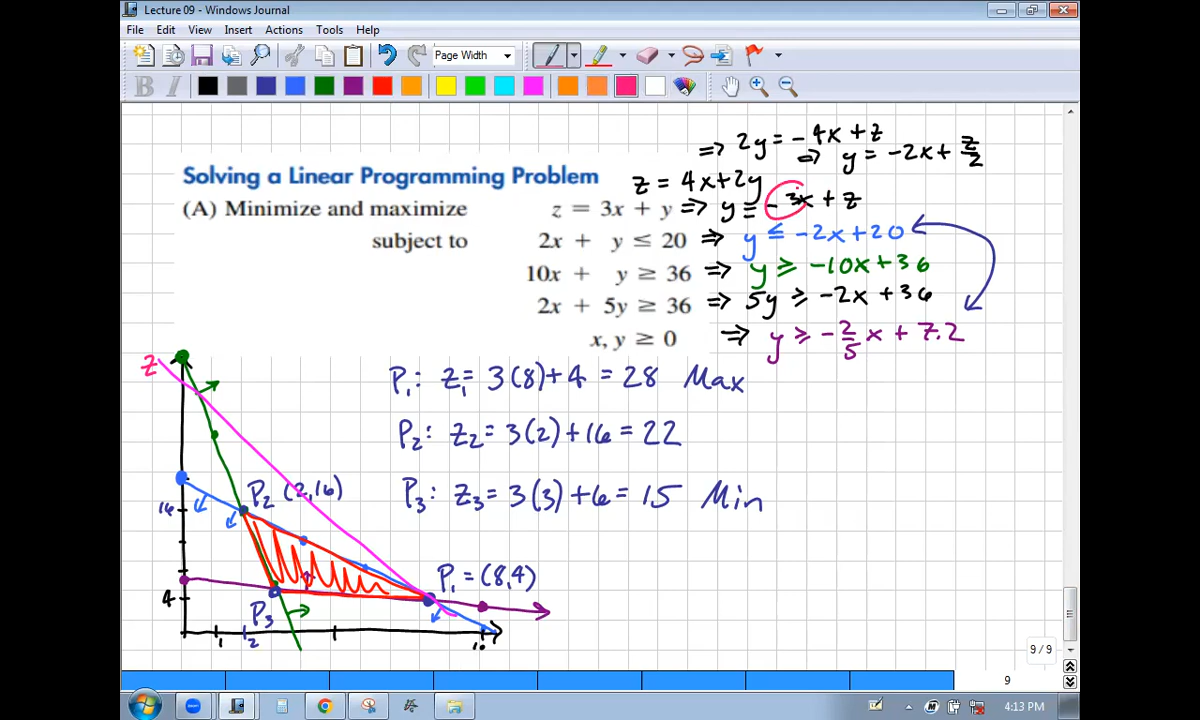 Lecture 09 - Windows Journal
File Edit View Insert Actions Tools Help
Page Width
B I
⇒ 2y = -4x + z
⇒ y = -2x + z/2
Solving a Linear Programming Problem
z = 4x+2y
(A) Minimize and maximize z = 3x + y ⇒ y = -3x + z
subject to 2x + y ≤ 20 ⇒ y ≤ -2x+20
10x + y ≥ 36 ⇒ y ≥ -10x+36
2x + 5y ≥ 36 ⇒ 5y ≥ -2x +36
x, y ≥ 0 ⇒ y ≥ -2/5 x + 7.2
z
P₁: z₁ = 3(8)+4 = 28 Max
P₂: z₂ = 3(2)+16 = 22
P₃: z₃ = 3(3)+6 = 15 Min
P₂ (2,16)
16
P₁ = (8,4)
4
P₃
1 2 10
9 / 9
9
4:13 PM